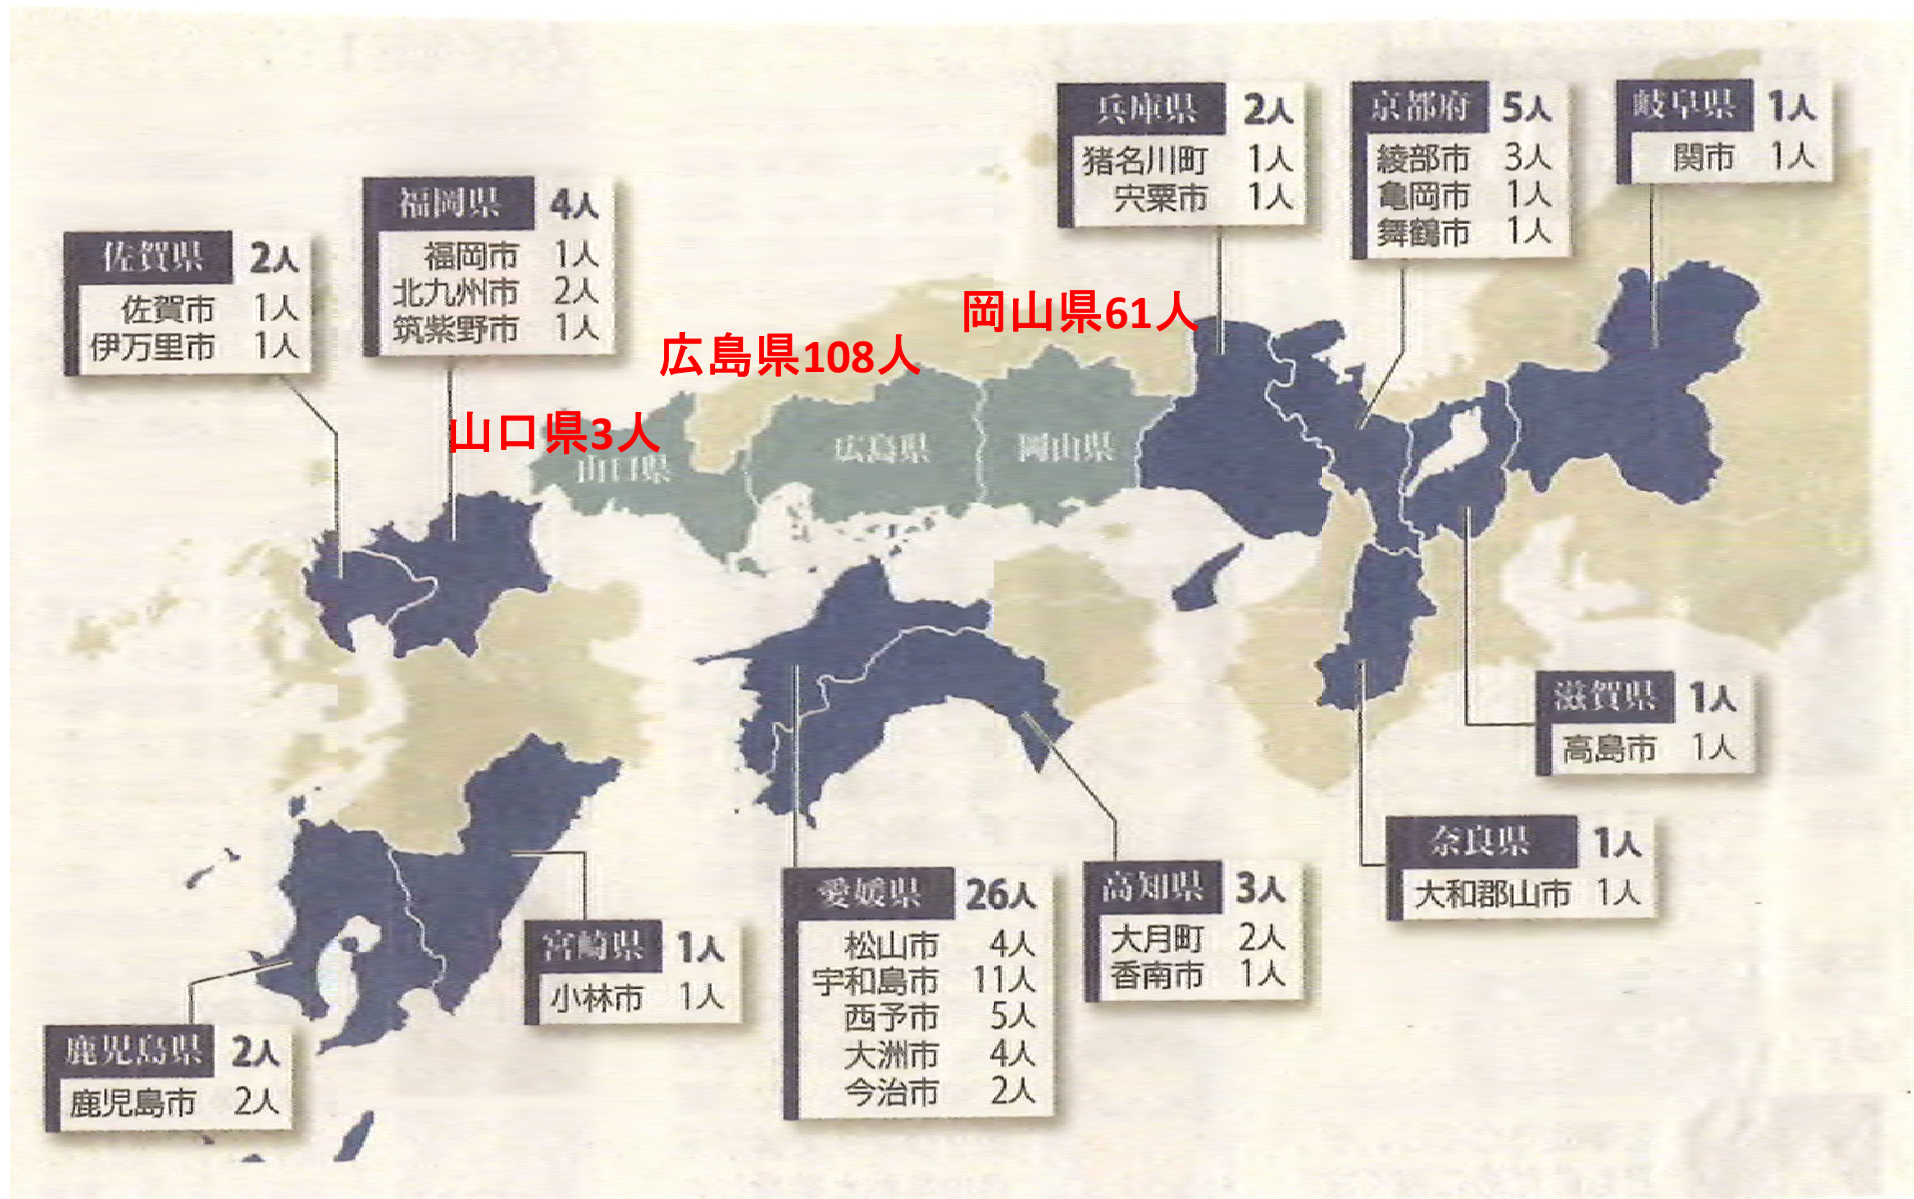 兵庫県 2人
猪名川町 1人
宍粟市 1人
京都府 5人
綾部市 3人
亀岡市 1人
舞鶴市 1人
岐阜県 1人
関市 1人
福岡県 4人
福岡市 1人
北九州市 2人
筑紫野市 1人
佐賀県 2人
佐賀市 1人
伊万里市 1人
岡山県61人
広島県108人
山口県3人
山口県
広島県
岡山県
滋賀県 1人
高島市 1人
奈良県 1人
大和郡山市 1人
愛媛県 26人
松山市 4人
宇和島市 11人
西予市 5人
大洲市 4人
今治市 2人
高知県 3人
大月町 2人
香南市 1人
宮崎県 1人
小林市 1人
鹿児島県 2人
鹿児島市 2人